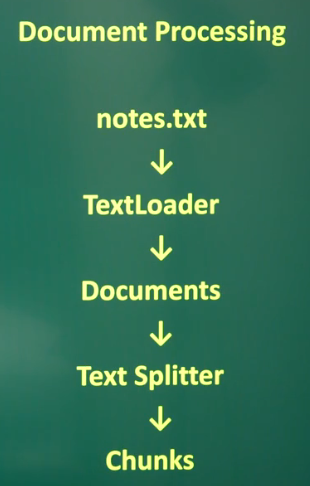 Document Processing
notes.txt
↓
TextLoader
↓
Documents
↓
Text Splitter
↓
Chunks